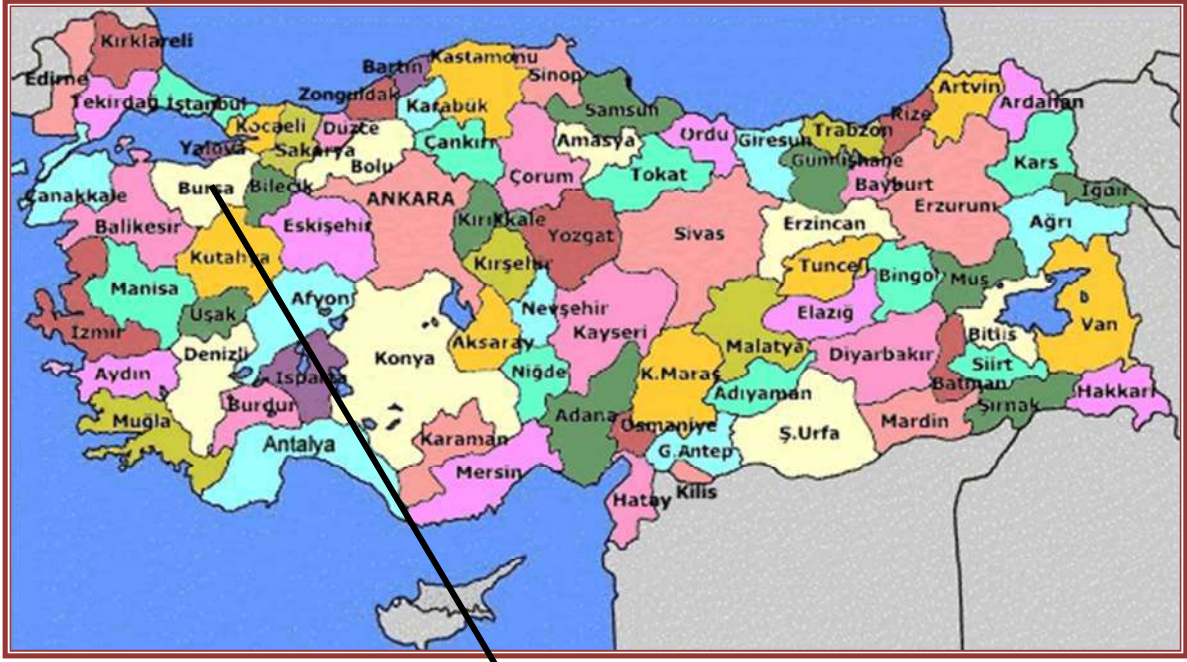 Kırklareli
Edirne
Tekirdağ
İstanbul
Kocaeli
Yalova
Sakarya
Düzce
Zonguldak
Bartın
Karabük
Kastamonu
Sinop
Bolu
Çankırı
Samsun
Amasya
Çorum
Tokat
Ordu
Giresun
Trabzon
Gümüşhane
Rize
Artvin
Ardahan
Kars
Iğdır
Bayburt
Erzurum
Ağrı
Çanakkale
Balikesir
Bursa
Bilecik
Eskişehir
ANKARA
Kırıkkale
Yozgat
Kırşehir
Sivas
Erzincan
Tunceli
Bingöl
Muş
Kutahya
Manisa
Uşak
Afyon
Izmir
Denizli
Aydın
Muğla
Burdur
Isparta
Antalya
Konya
Aksaray
Nevşehir
Niğde
Kayseri
Karaman
Mersin
Adana
K.Maraş
Osmaniye
Hatay
Kilis
G.Antep
Malatya
Adıyaman
Ş.Urfa
Elazığ
Diyarbakır
Mardin
Batman
Siirt
Şırnak
Bitlis
Van
Hakkari